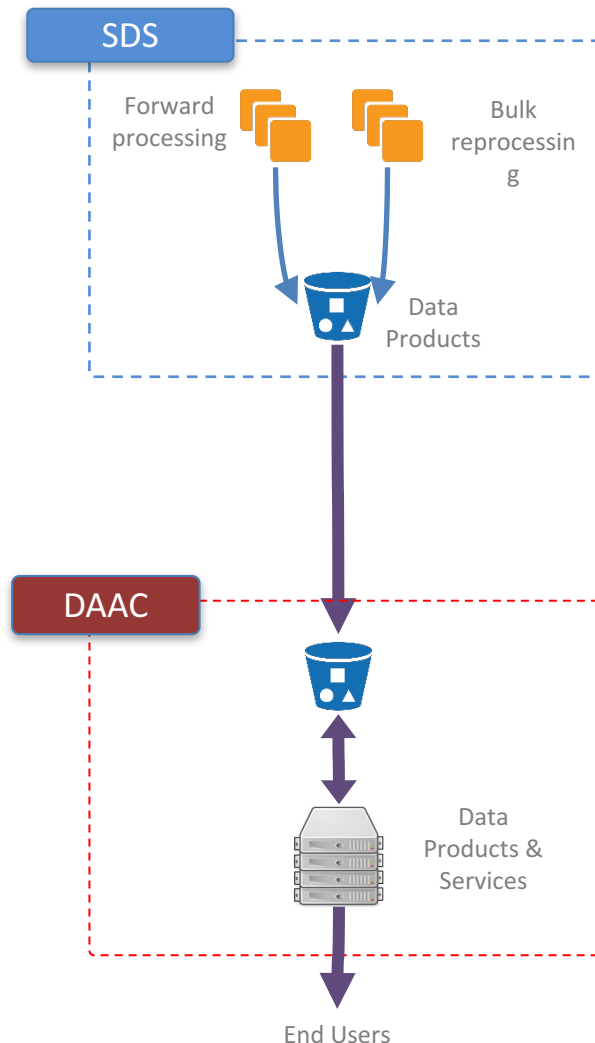 SDS
Forward
processing
Bulk
reprocessin
g
Data
Products
DAAC
Data
Products &
Services
End Users